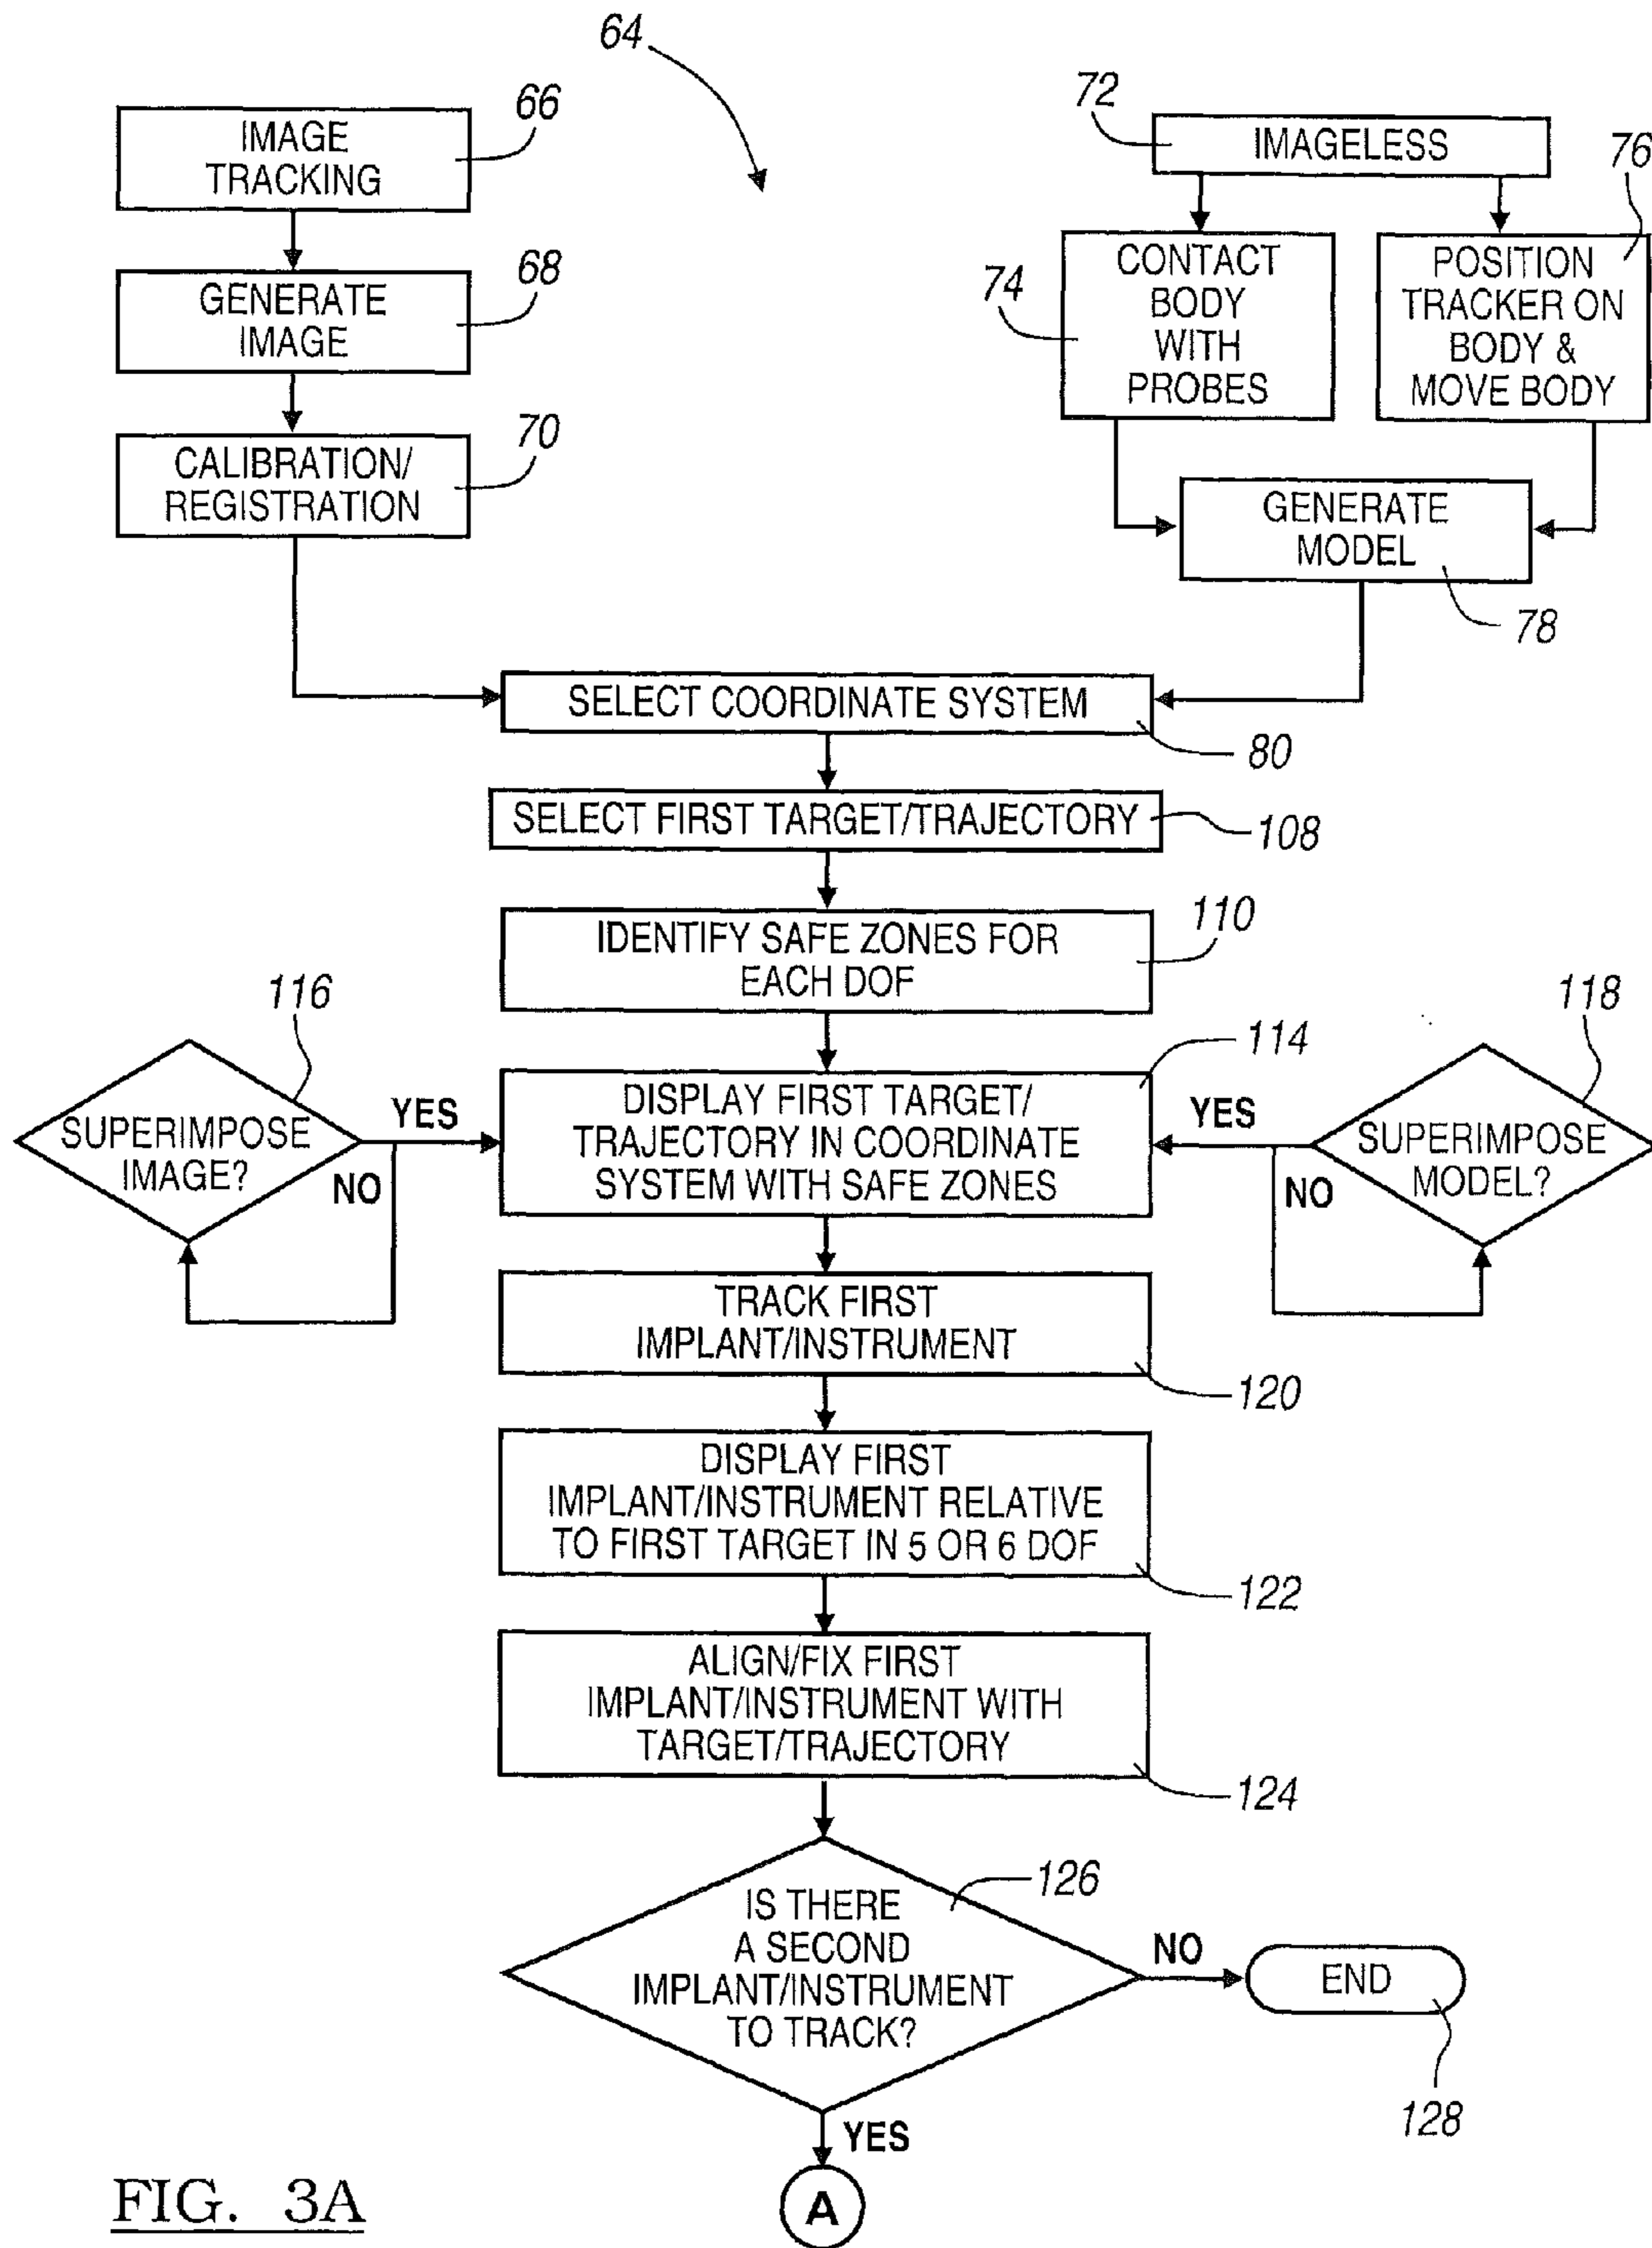 64
66
IMAGE
TRACKING
68
GENERATE
IMAGE
70
CALIBRATION/
REGISTRATION
72
IMAGELESS
74
CONTACT
BODY
WITH
PROBES
76
POSITION
TRACKER ON
BODY &
MOVE BODY
GENERATE
MODEL
78
SELECT COORDINATE SYSTEM
80
SELECT FIRST TARGET/TRAJECTORY
108
IDENTIFY SAFE ZONES FOR
EACH DOF
110
116
SUPERIMPOSE
IMAGE?
YES
NO
114
DISPLAY FIRST TARGET/
TRAJECTORY IN COORDINATE
SYSTEM WITH SAFE ZONES
118
SUPERIMPOSE
MODEL?
YES
NO
TRACK FIRST
IMPLANT/INSTRUMENT
120
DISPLAY FIRST
IMPLANT/INSTRUMENT RELATIVE
TO FIRST TARGET IN 5 OR 6 DOF
122
ALIGN/FIX FIRST
IMPLANT/INSTRUMENT WITH
TARGET/TRAJECTORY
124
126
IS THERE
A SECOND
IMPLANT/INSTRUMENT
TO TRACK?
NO
END
128
YES
A
FIG. 3A